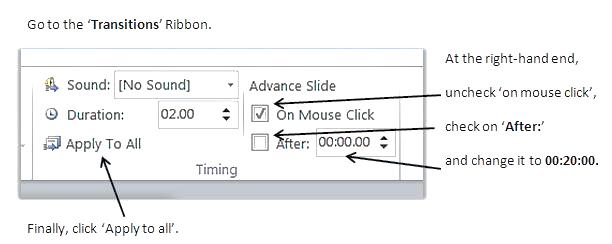 Go to the ‘Transitions’ Ribbon.
At the right-hand end,
Sound: [No Sound] Advance Slide
uncheck ‘on mouse click’,
Duration: 02.00 On Mouse Click
check on ‘After:’
Apply To All After: 00:00.00
and change it to 00:20:00.
Timing
Finally, click ‘Apply to all’.